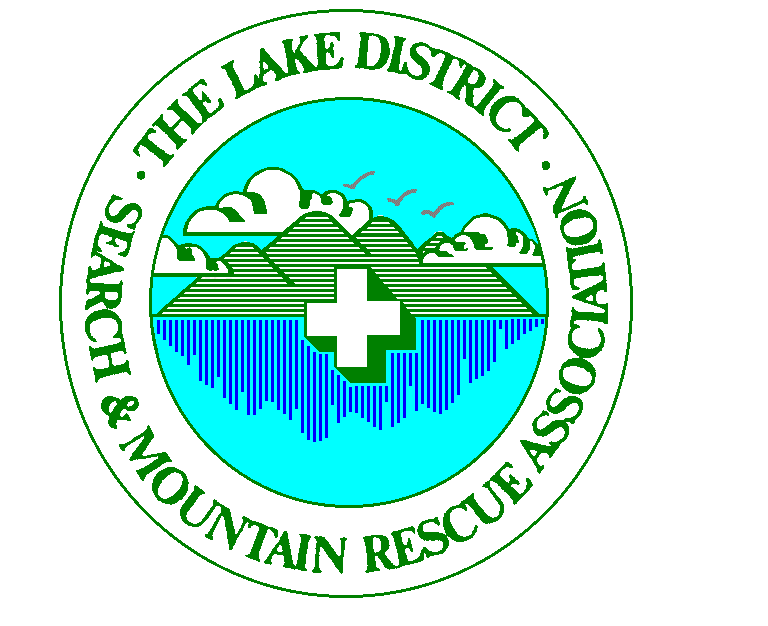 · THE LAKE DISTRICT ·
SEARCH & MOUNTAIN RESCUE ASSOCIATION